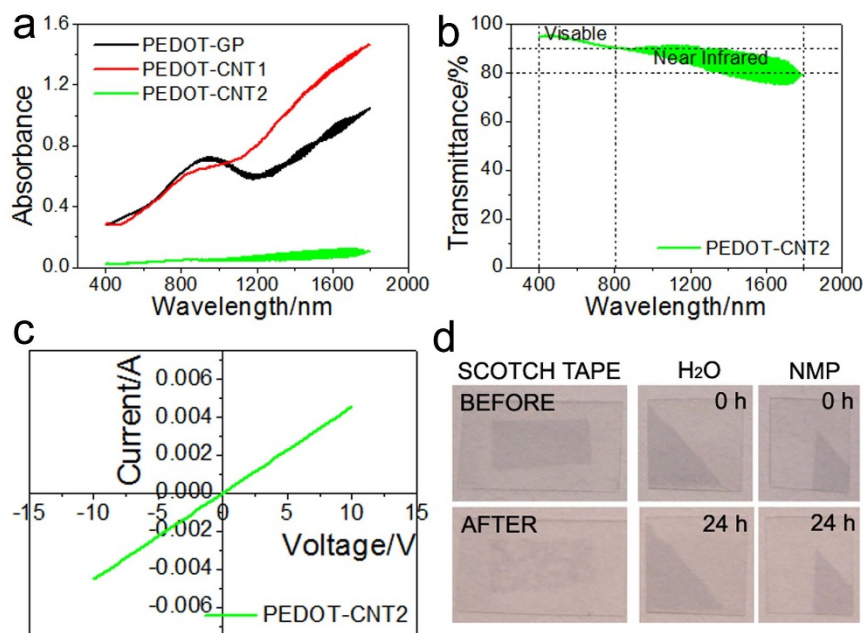 a
1.6
1.2
0.8
0.4
0.0
Absorbance
PEDOT-GP
PEDOT-CNT1
PEDOT-CNT2
400
800
1200
1600
2000
Wavelength/nm
b
100
80
60
40
20
0
Transmittance/%
Visable
Near Infrared
PEDOT-CNT2
400
800
1200
1600
2000
Wavelength/nm
c
Current/A
0.006
0.004
0.002
0.000
-0.002
-0.004
-0.006
-15
-10
-5
0
5
10
15
Voltage/V
PEDOT-CNT2
d
SCOTCH TAPE
H2O
NMP
BEFORE
0 h
0 h
AFTER
24 h
24 h